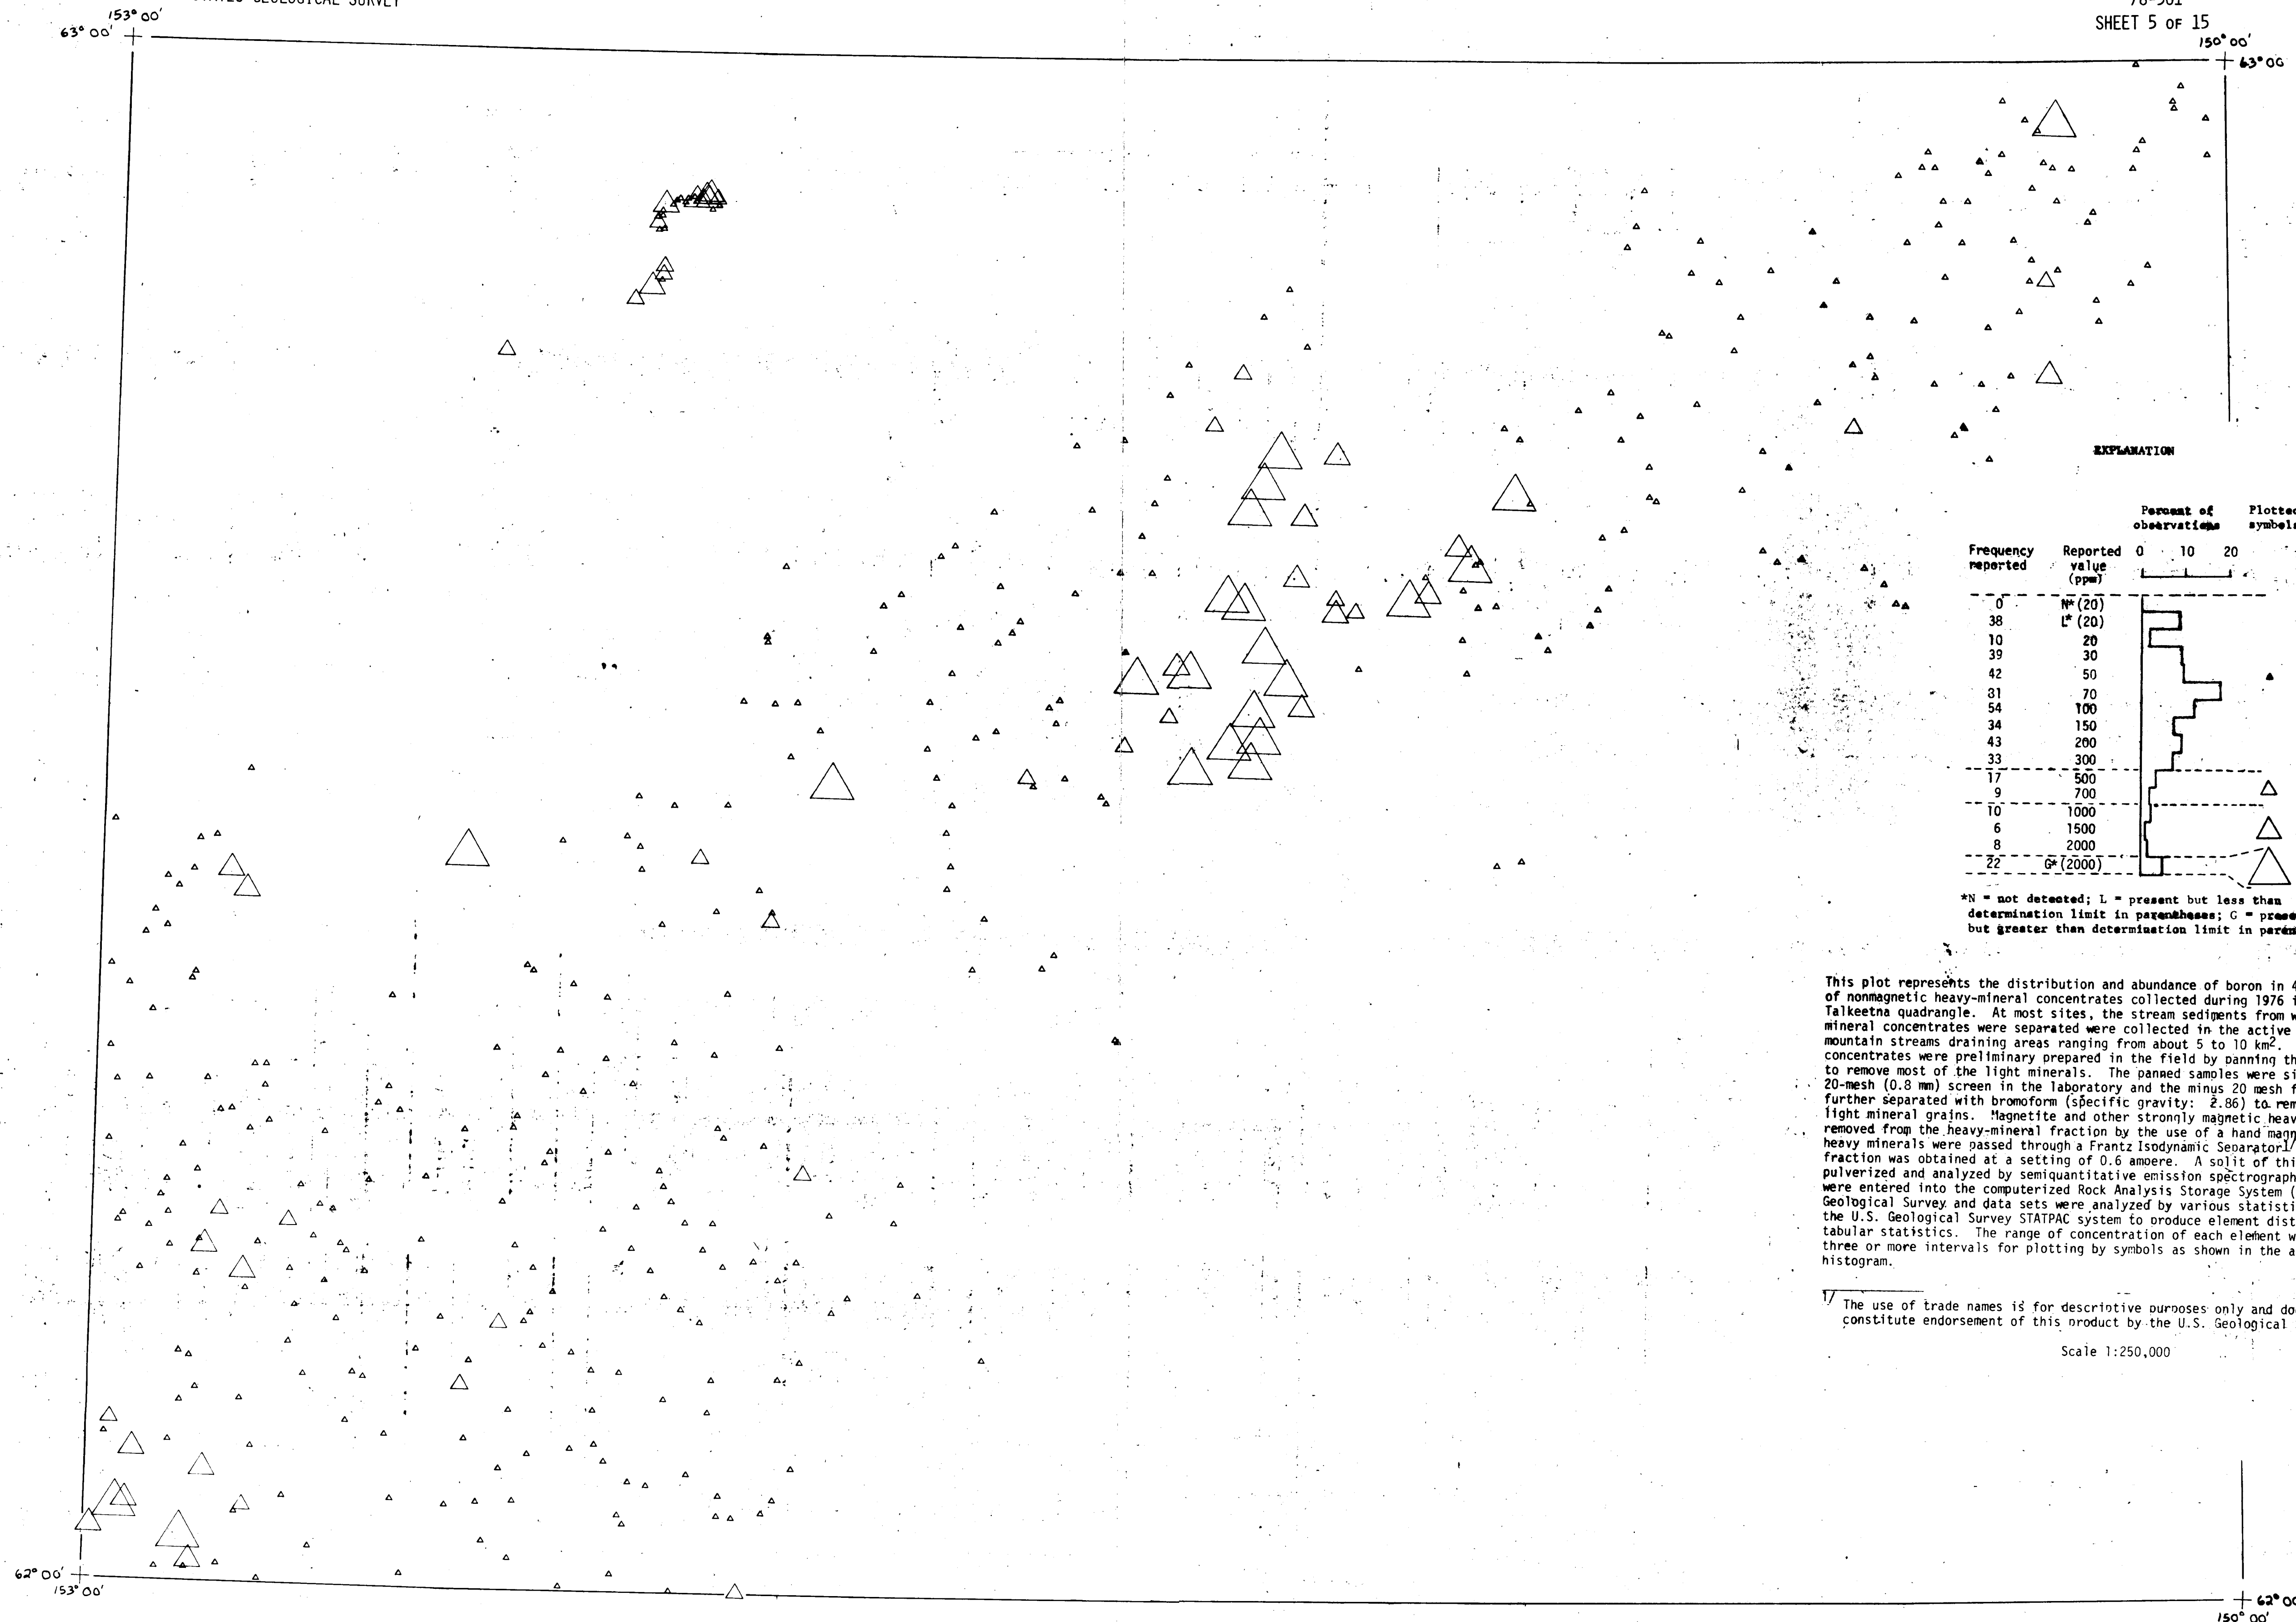 GEOLOGICAL SURVEY
SHEET 5 OF 15
153° 00'
63° 00'
150° 00'
63° 00
EXPLANATION
Percent of Plotted
observations symbols
Frequency Reported 0 10 20
reported value
(ppm)
0 N*(20)
38 L*(20)
10 20
39 30
42 50
81 70
54 100
34 150
43 200
33 300
17 500
9 700
10 1000
6 1500
8 2000
22 G*(2000)
*N = not detected; L = present but less than
determination limit in parentheses; G =
but greater than determination limit in
This plot represents the distribution and abundance of boron in 4
of nonmagnetic heavy-mineral concentrates collected during 1976
Talkeetna quadrangle. At most sites, the stream sediments from
mineral concentrates were separated were collected in the active
mountain streams draining areas ranging from about 5 to 10 km².
concentrates were preliminary prepared in the field by panning
to remove most of the light minerals. The panned samples were
20-mesh (0.8 mm) screen in the laboratory and the minus 20 mesh
further separated with bromoform (specific gravity: 2.86) to
light mineral grains. Magnetite and other strongly magnetic
removed from the heavy-mineral fraction by the use of a hand
heavy minerals were passed through a Frantz Isodynamic Separator1/
fraction was obtained at a setting of 0.6 ampere. A split of
pulverized and analyzed by semiquantitative emission
were entered into the computerized Rock Analysis Storage System (
Geological Survey and data sets were analyzed by various
the U.S. Geological Survey STATPAC system to produce element
tabular statistics. The range of concentration of each element
three or more intervals for plotting by symbols as shown in the
histogram.
1/
The use of trade names is for descriptive purposes only and
constitute endorsement of this product by the U.S. Geological
Scale 1:250,000
62° 00'
153° 00'
62° 00
150° 00'